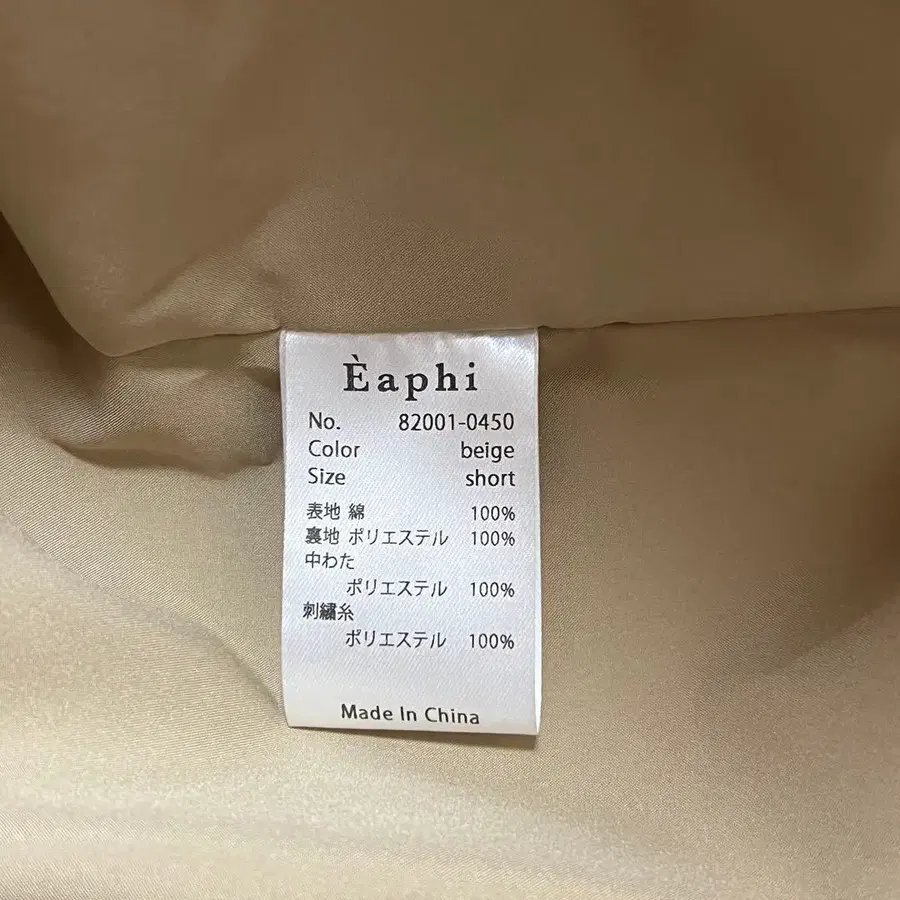 Èaphi
No. 82001-0450
Color beige
Size short
表地 綿 100%
裏地 ポリエステル 100%
中わた
ポリエステル 100%
刺繡糸
ポリエステル 100%
Made In China